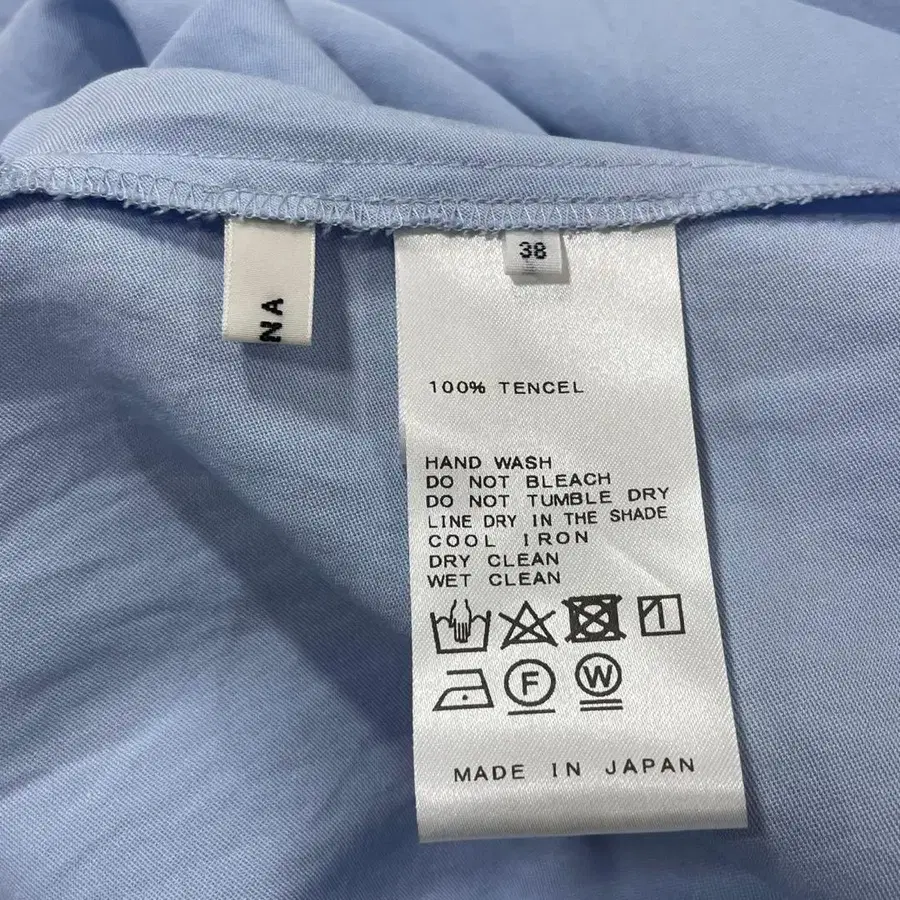 NA
38
100% TENCEL
HAND WASH
DO NOT BLEACH
DO NOT TUMBLE DRY
LINE DRY IN THE SHADE
COOL IRON
DRY CLEAN
WET CLEAN
F
W
MADE IN JAPAN